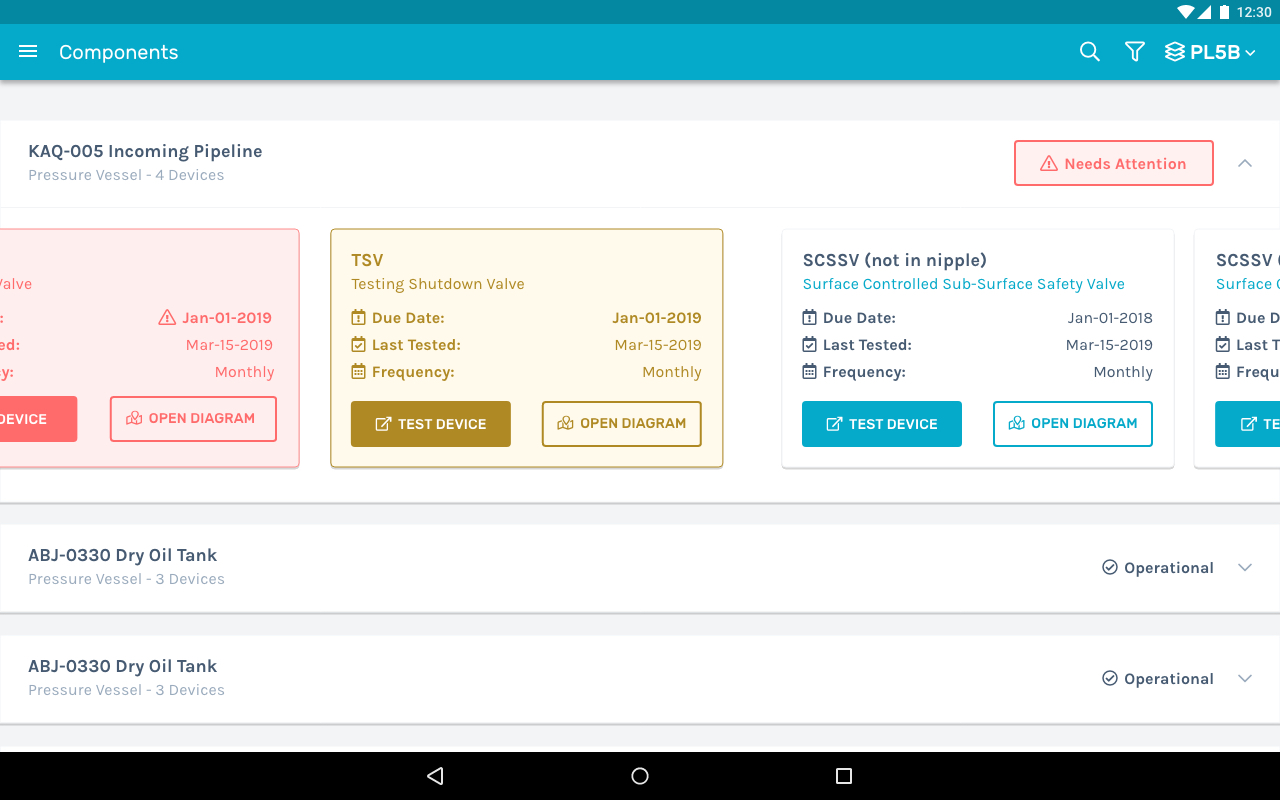 12:30
Components
PL5B
KAQ-005 Incoming Pipeline
Pressure Vessel - 4 Devices
Needs Attention
Jan-01-2019
Mar-15-2019
Monthly
DEVICE
OPEN DIAGRAM
TSV
Testing Shutdown Valve
Due Date: Jan-01-2019
Last Tested: Mar-15-2019
Frequency: Monthly
TEST DEVICE OPEN DIAGRAM
SCSSV (not in nipple)
Surface Controlled Sub-Surface Safety Valve
Due Date: Jan-01-2018
Last Tested: Mar-15-2019
Frequency: Monthly
TEST DEVICE OPEN DIAGRAM
SCSSV
Surface
Due
Last
ABJ-0330 Dry Oil Tank
Pressure Vessel - 3 Devices
Operational
ABJ-0330 Dry Oil Tank
Pressure Vessel - 3 Devices
Operational